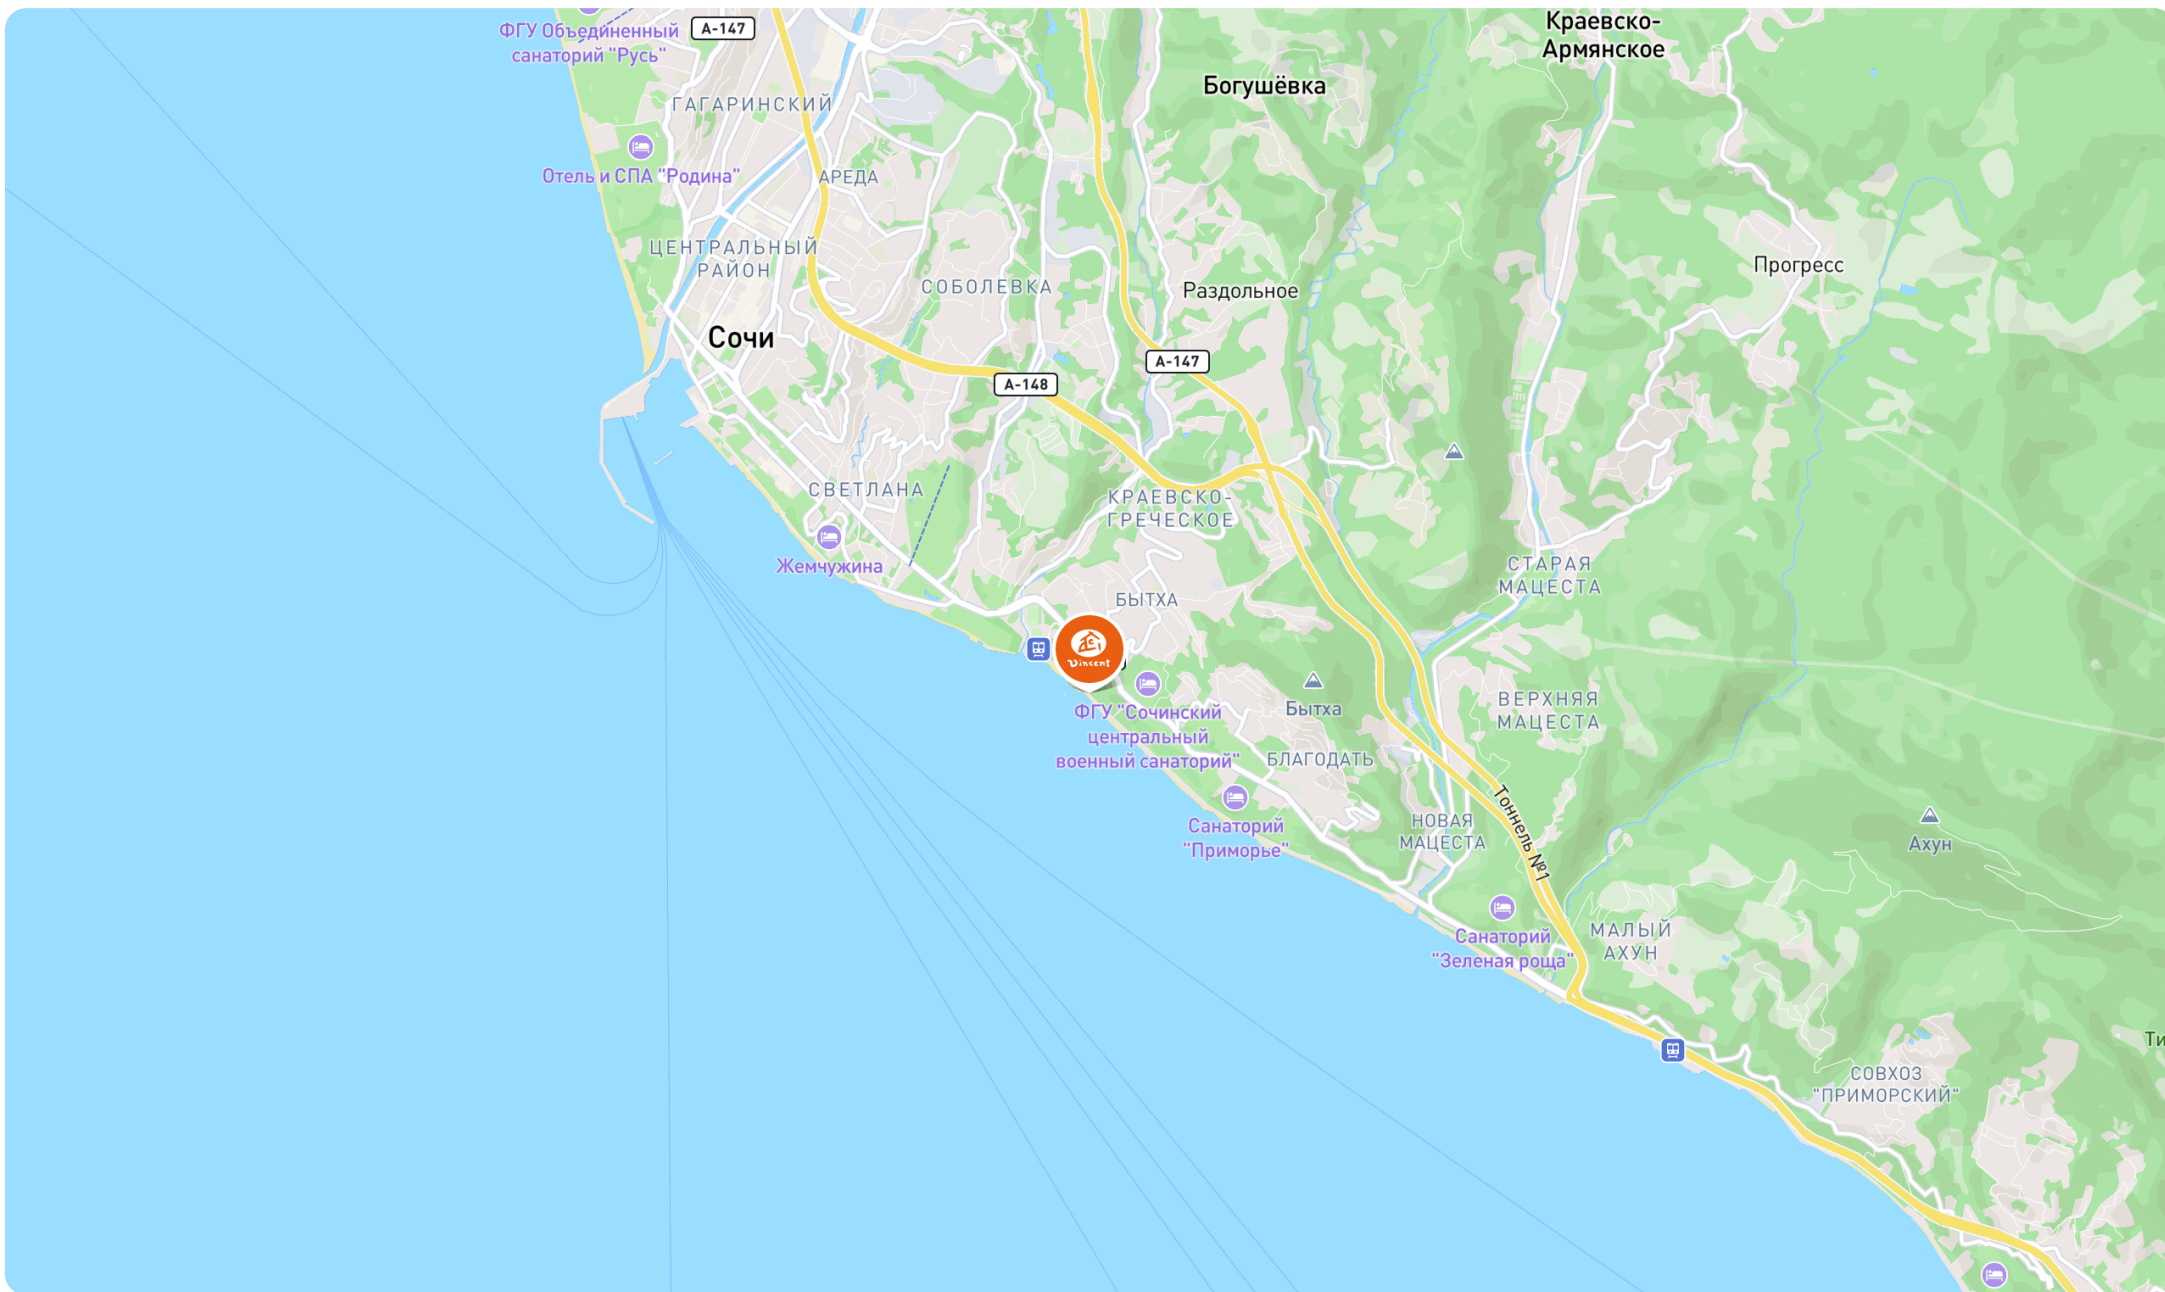 ФГУ Объединенный
санаторий "Русь"
А-147
Краевско-
Армянское
Богушёвка
ГАГАРИНСКИЙ
Отель и СПА "Родина"
АРЕДА
ЦЕНТРАЛЬНЫЙ
РАЙОН
Прогресс
СОБОЛЕВКА
Раздольное
Сочи
А-147
А-148
СВЕТЛАНА
КРАЕВСКО-
ГРЕЧЕСКОЕ
Жемчужина
СТАРАЯ
МАЦЕСТА
БЫТХА
Vincent
ФГУ "Сочинский
центральный
военный санаторий"
Бытха
ВЕРХНЯЯ
МАЦЕСТА
БЛАГОДАТЬ
Санаторий
"Приморье"
НОВАЯ
МАЦЕСТА
Тоннель №1
Ахун
Санаторий
"Зеленая роща"
МАЛЫЙ
АХУН
Ти
СОВХОЗ
"ПРИМОРСКИЙ"